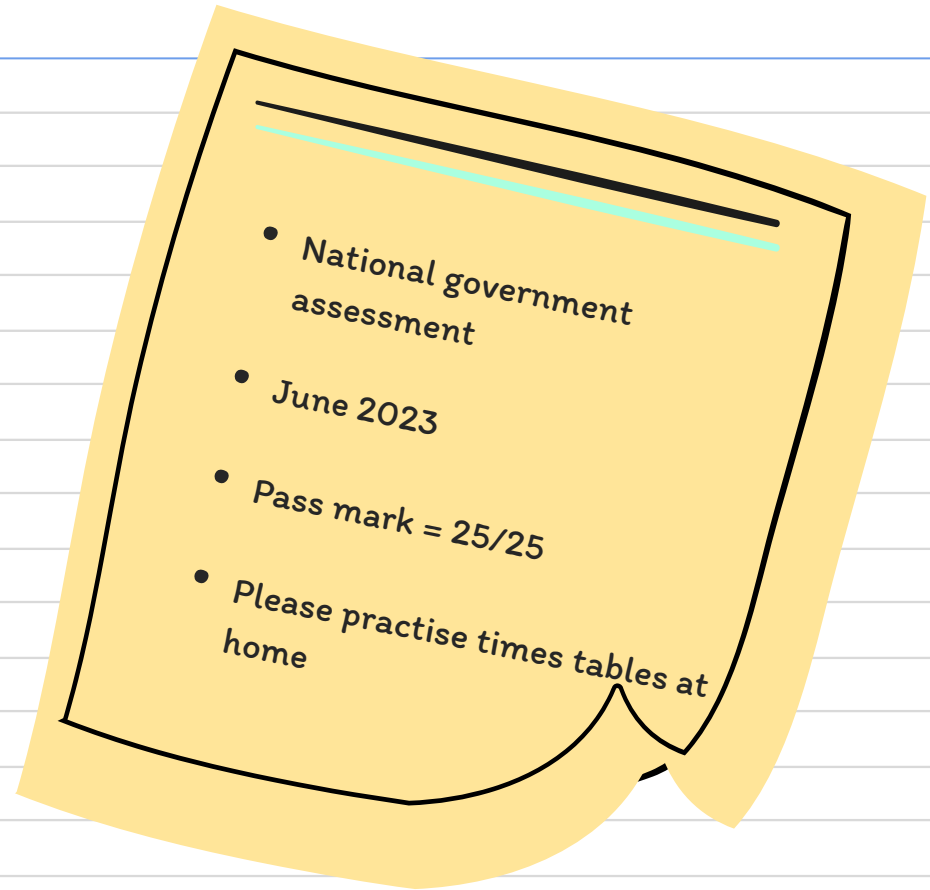 • National government
assessment
• June 2023
• Pass mark = 25/25
• Please practise times tables at
home